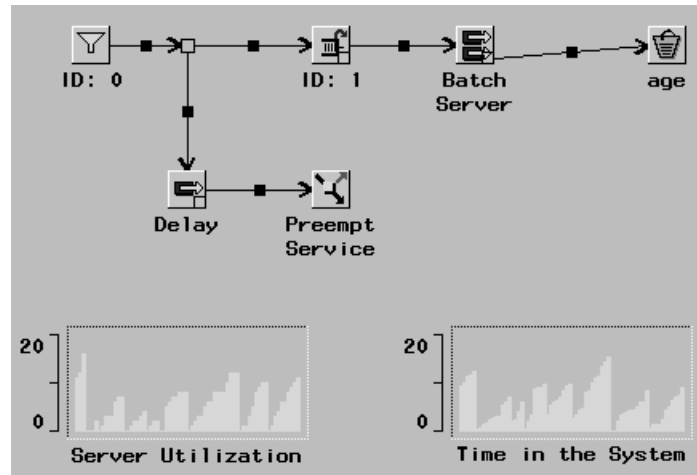 ID: 0
ID: 1
Batch
Server
age
Delay
Preempt
Service
20
0
Server Utilization
20
0
Time in the System